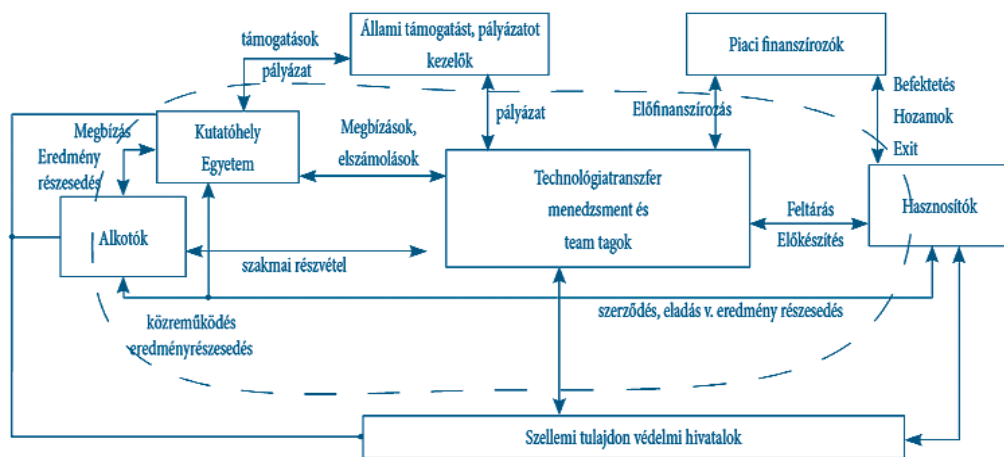 támogatások
pályázat
Állami támogatást, pályázatot
kezelők
Piaci finanszírozók
Befektetés
Hozamok
Exit
pályázat
Előfinanszírozás
Megbízás
Eredmény
részesedés
Kutatóhely
Egyetem
Megbízások,
elszámolások
Technológiatranszfer
menedzsment és
team tagok
Feltárás
Előkészítés
Hasznosítók
Alkotók
szakmai részvétel
közreműködés
eredményrészesedés
szerződés, eladás v. eredmény részesedés
Szellemi tulajdon védelmi hivatalok